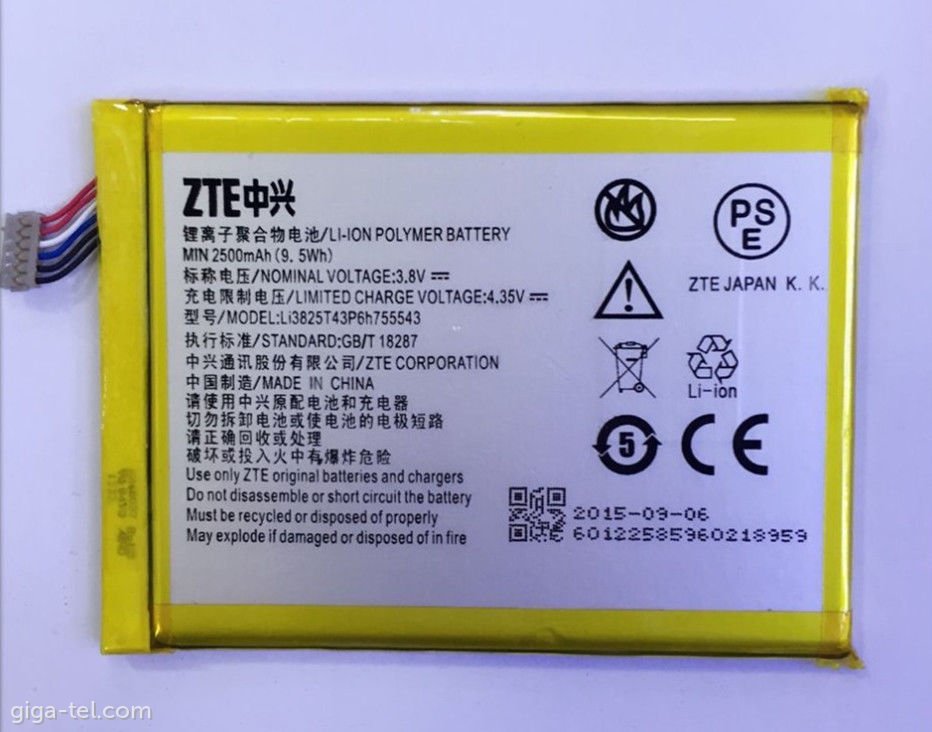 ZTE中兴
锂离子聚合物电池/LI-ION POLYMER BATTERY
MIN 2500mAh (9. 5Wh)
标称电压/NOMINAL VOLTAGE:3.8V
充电限制电压/LIMITED CHARGE VOLTAGE:4.35V
型号/MODEL:Li3825T43P6h755543
执行标准/STANDARD:GB/T 18287
中兴通讯股份有限公司/ZTE CORPORATION
中国制造/MADE IN CHINA
请使用中兴原配电池和充电器
切勿拆卸电池或使电池的电极短路
请正确回收或处理
破坏或投入火中有爆炸危险
Use only ZTE original batteries and chargers
Do not disassemble or short circuit the battery
Must be recycled or disposed of properly
May explode if damaged or disposed of in fire
PS
E
ZTE JAPAN K. K.
Li-ion
5
CE
2015-09-06
60122585960218959
giga-tel.com